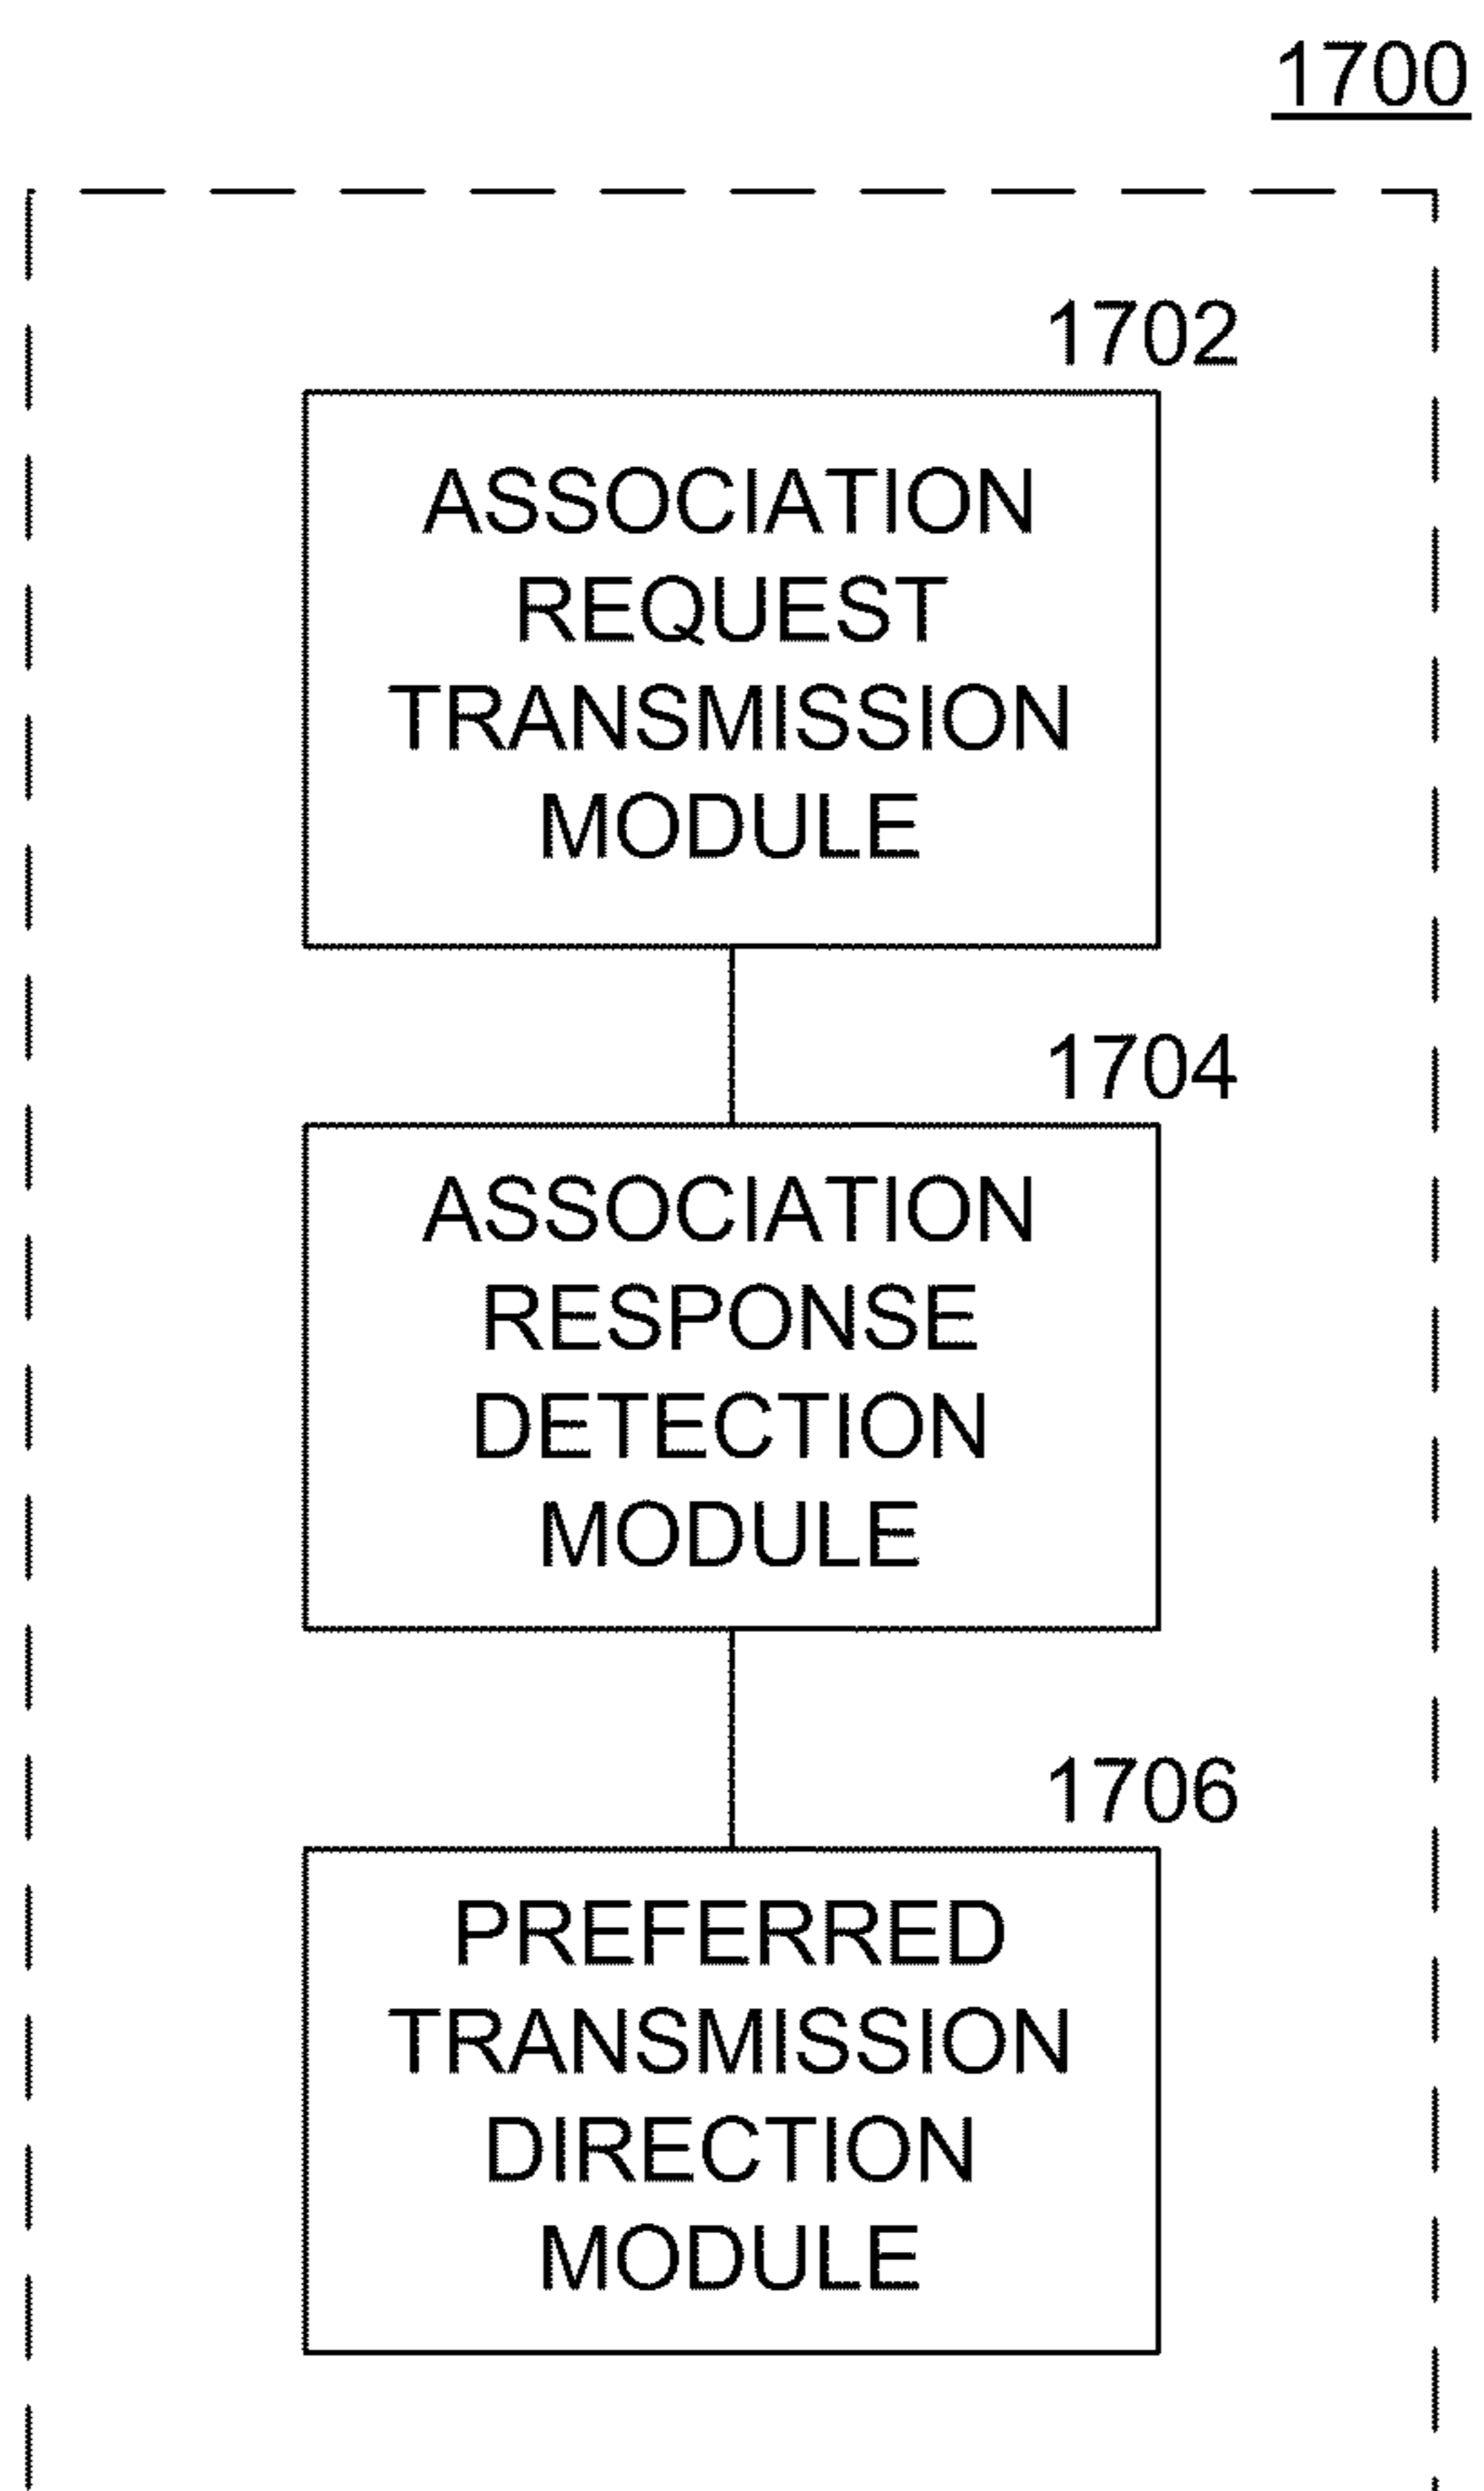 1700
1702
ASSOCIATION
REQUEST
TRANSMISSION
MODULE
1704
ASSOCIATION
RESPONSE
DETECTION
MODULE
1706
PREFERRED
TRANSMISSION
DIRECTION
MODULE